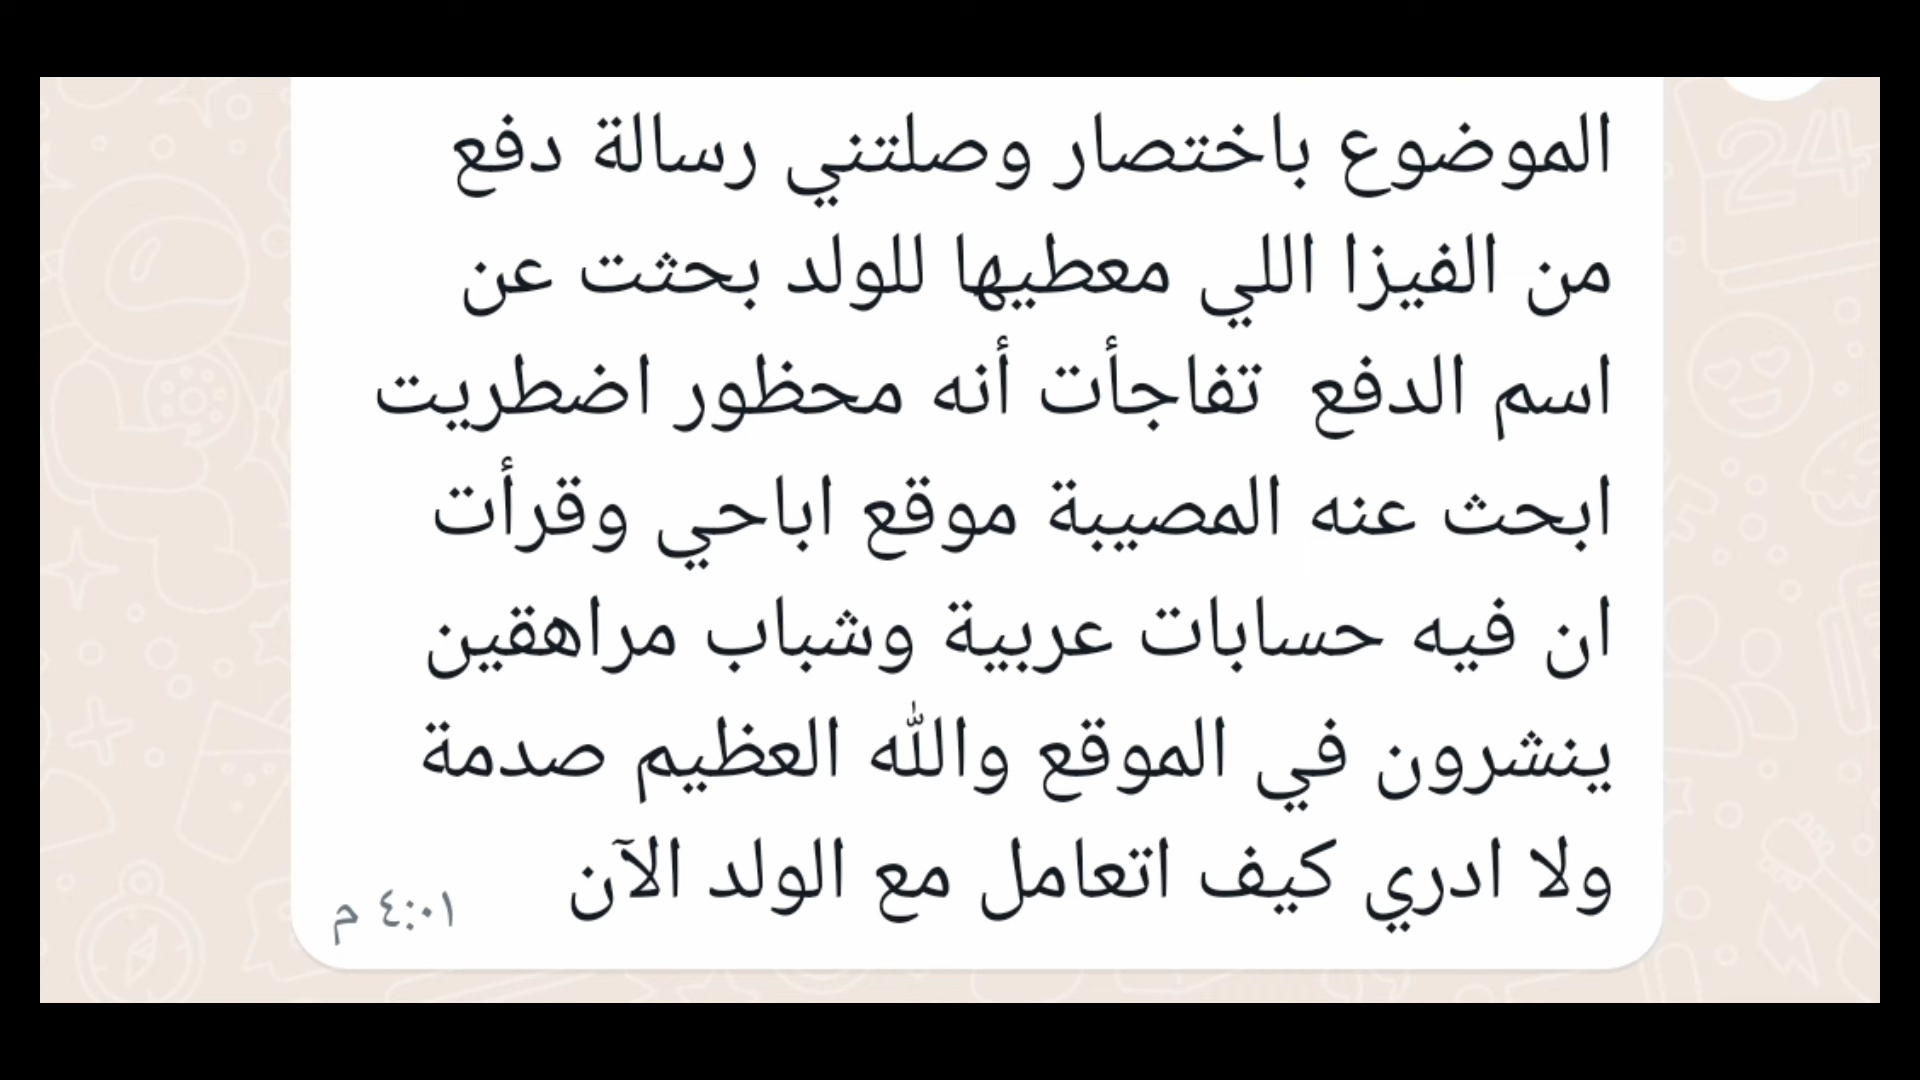 الموضوع باختصار وصلتني رسالة دفع
من الفيزا اللي معطيها للولد بحثت عن
اسم الدفع  تفاجأت أنه محظور اضطريت
ابحث عنه المصيبة موقع اباحي وقرأت
ان فيه حسابات عربية وشباب مراهقين
ينشرون في الموقع والله العظيم صدمة
ولا ادري كيف اتعامل مع الولد الآن
٤:٠١ م